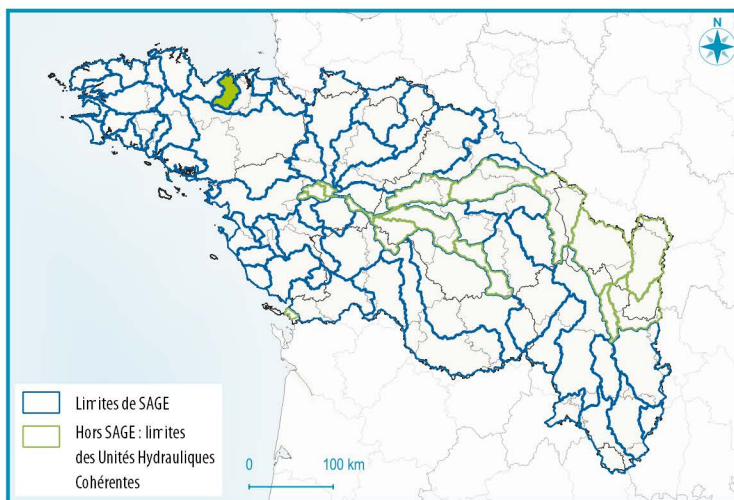 N
Limites de SAGE
Hors SAGE : limites
des Unités Hydrauliques
Cohérentes
0 100 km